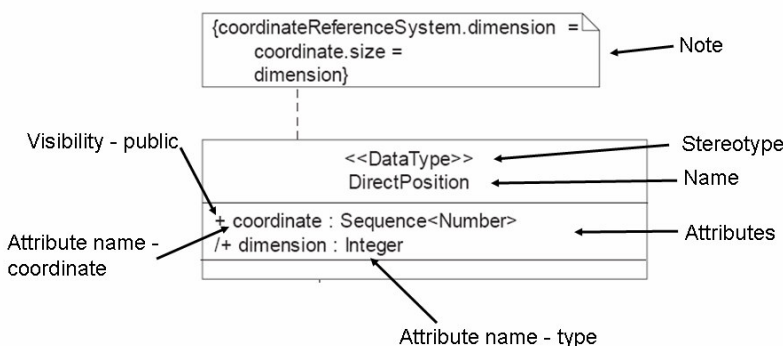 {coordinateReferenceSystem.dimension =
coordinate.size =
dimension}
Note
Visibility - public
<<DataType>>
Stereotype
DirectPosition
Name
+ coordinate : Sequence<Number>
Attribute name -
coordinate
/+ dimension : Integer
Attributes
Attribute name - type